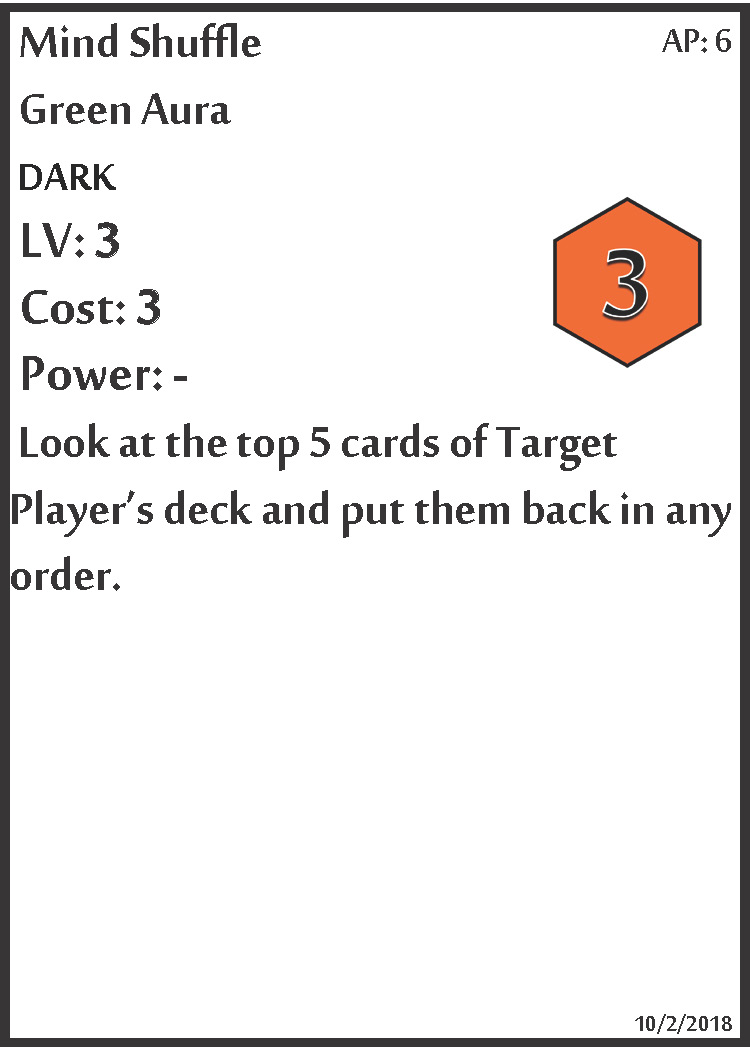 Mind Shuffle
AP: 6
Green Aura
DARK
LV: 3
Cost: 3
3
Power: -
Look at the top 5 cards of Target
Player’s deck and put them back in any
order.
10/2/2018